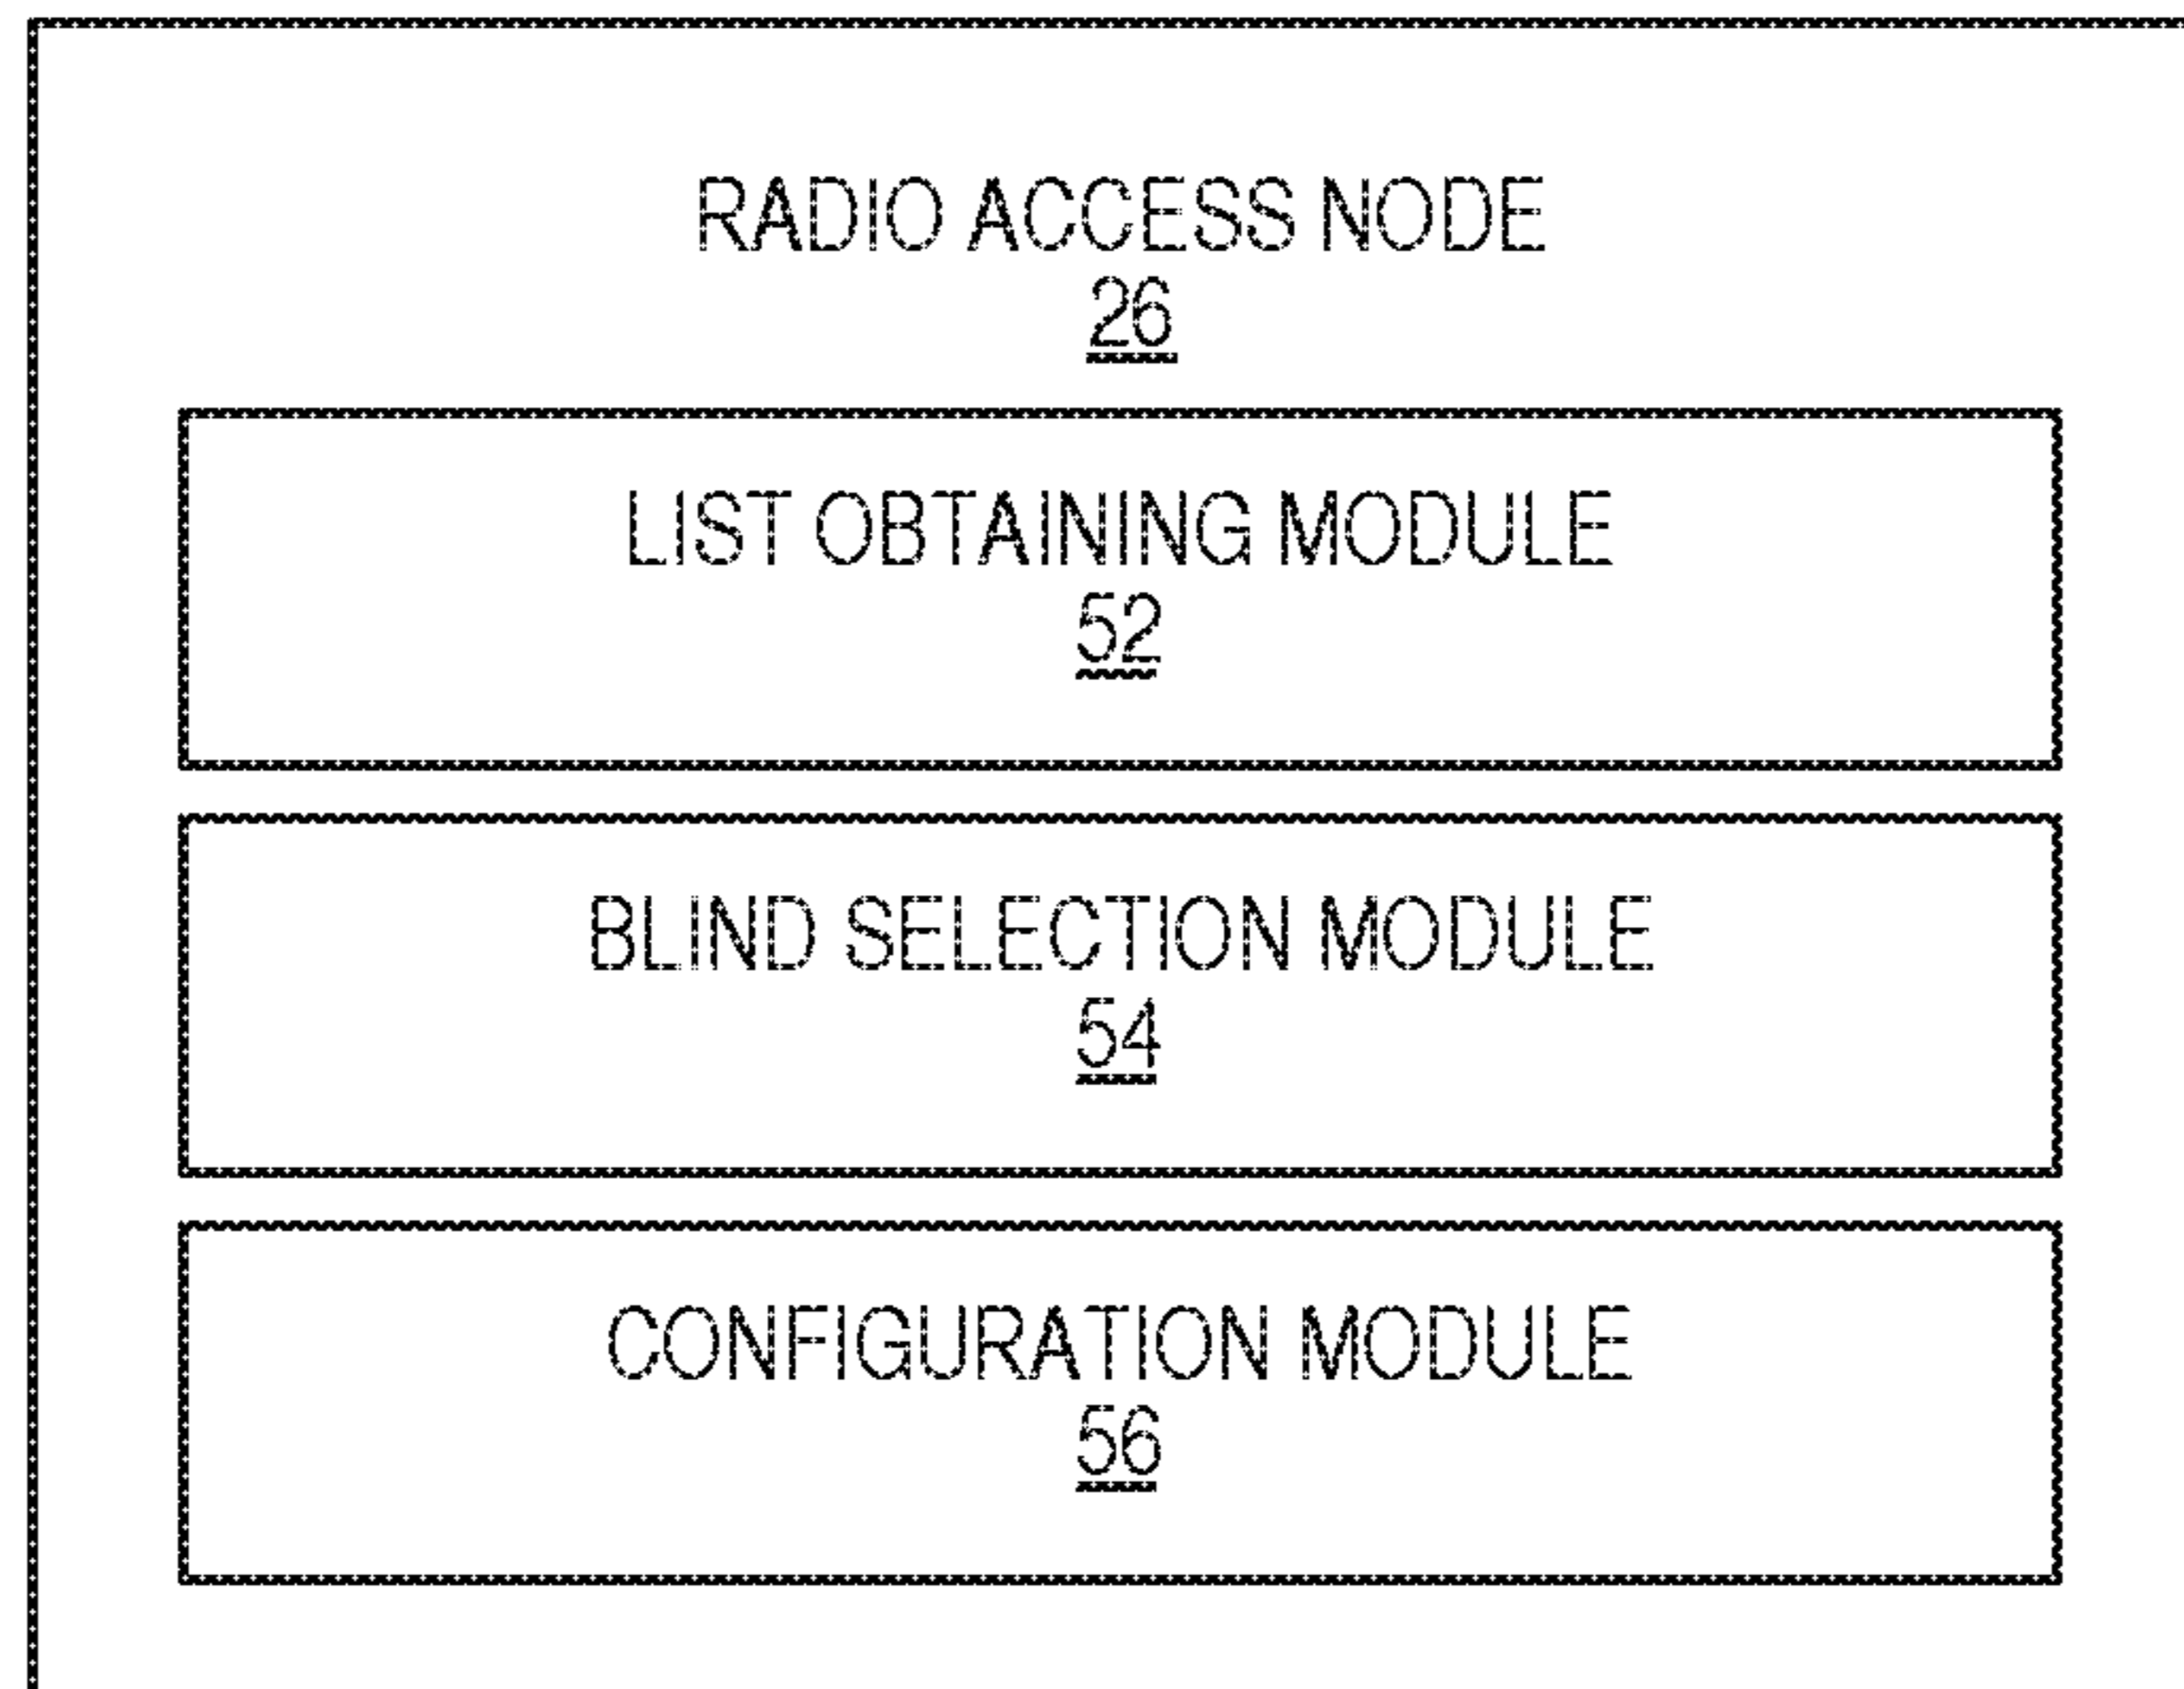 RADIO ACCESS NODE
26
LIST OBTAINING MODULE
52
BLIND SELECTION MODULE
54
CONFIGURATION MODULE
56